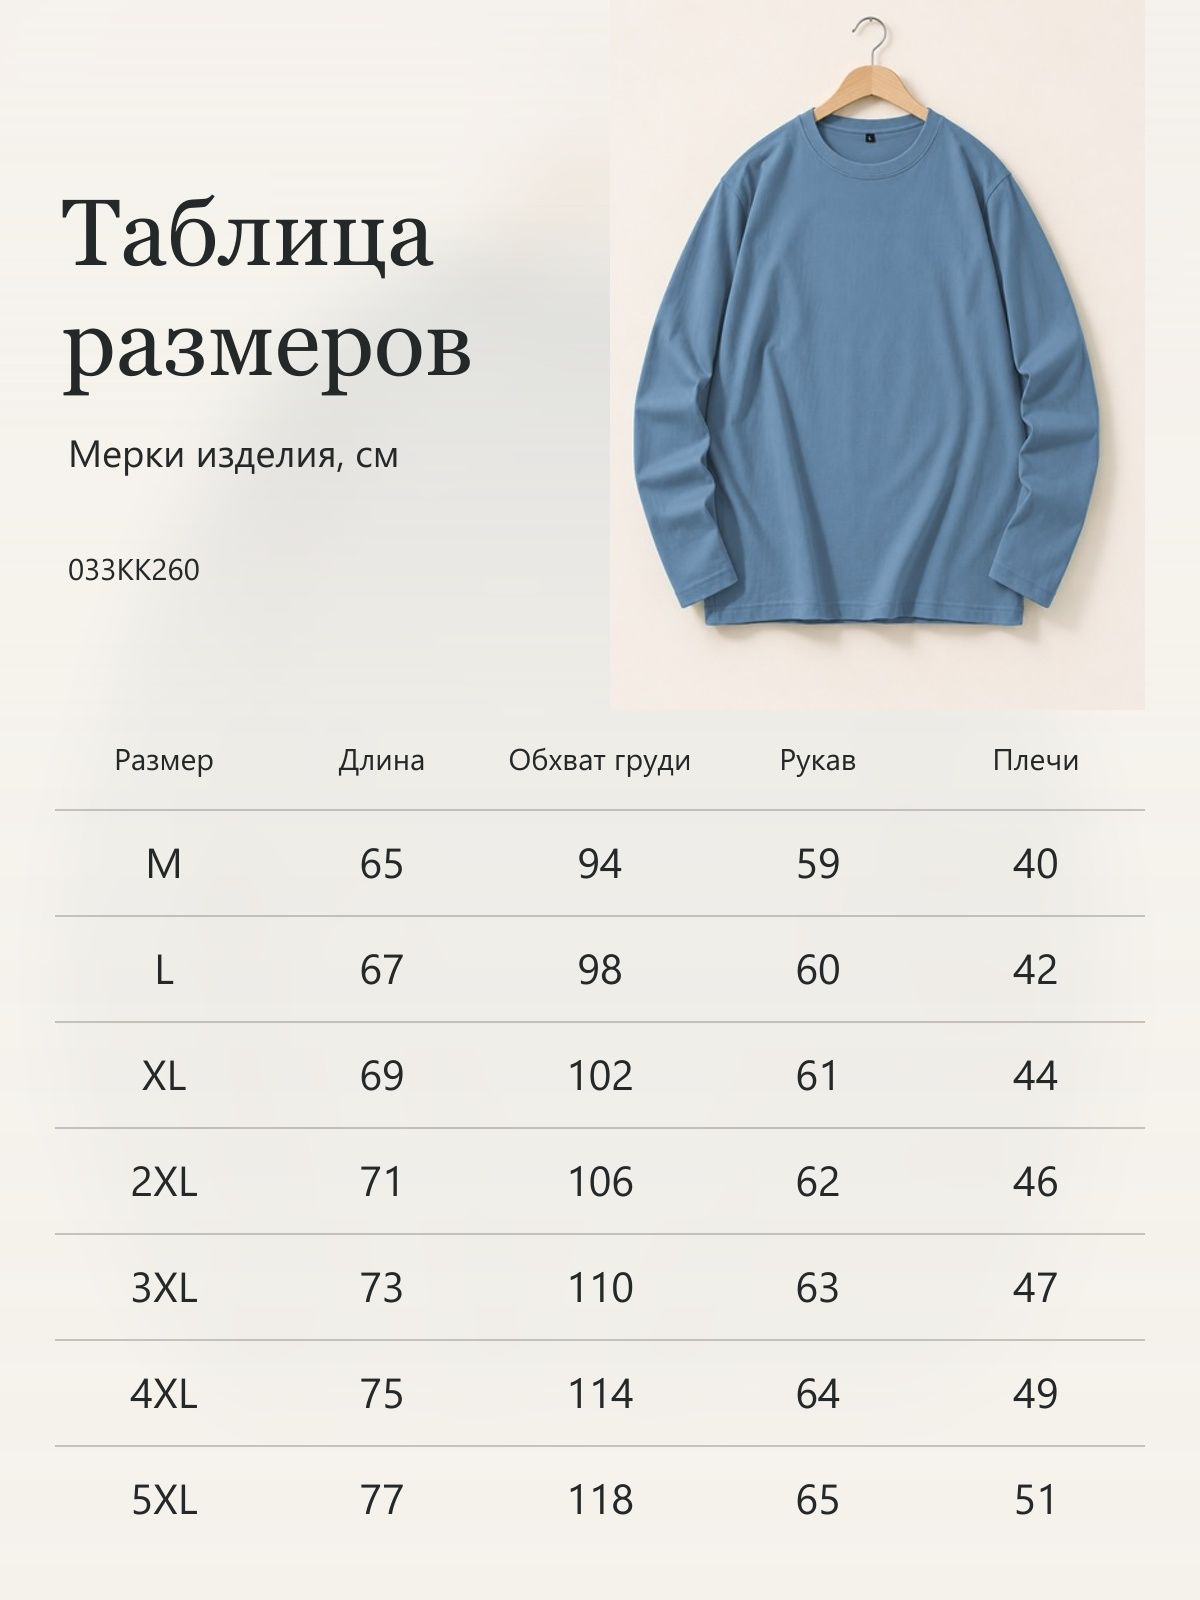 Таблица
размеров
Мерки изделия, см
033КК260
Размер Длина Обхват груди Рукав Плечи
M 65 94 59 40
L 67 98 60 42
XL 69 102 61 44
2XL 71 106 62 46
3XL 73 110 63 47
4XL 75 114 64 49
5XL 77 118 65 51